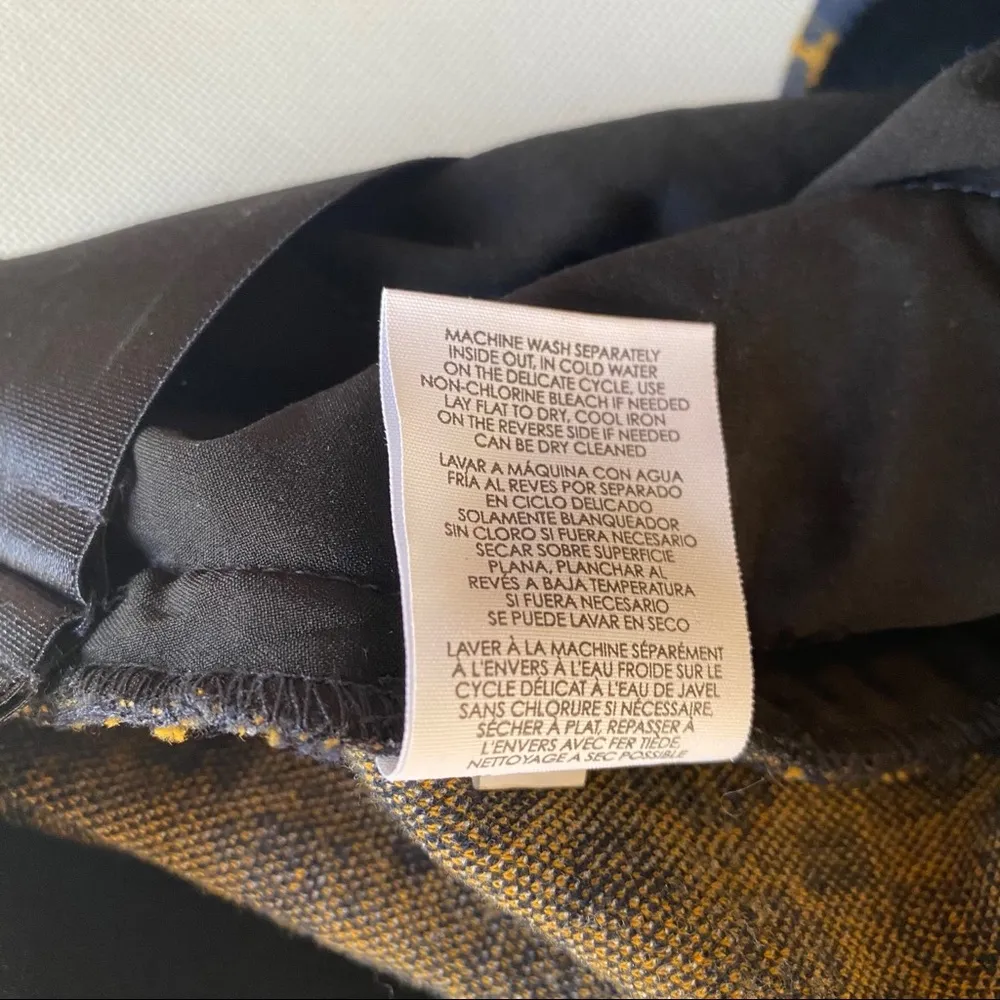 MACHINE WASH SEPARATELY
INSIDE OUT, IN COLD WATER
ON THE DELICATE CYCLE, USE
NON-CHLORINE BLEACH IF NEEDED
LAY FLAT TO DRY, COOL IRON
ON THE REVERSE SIDE IF NEEDED
CAN BE DRY CLEANED
LAVAR A MÁQUINA CON AGUA
FRÍA AL REVES POR SEPARADO
EN CICLO DELICADO
SOLAMENTE BLANQUEADOR
SIN CLORO SI FUERA NECESARIO
SECAR SOBRE SUPERFICIE
PLANA, PLANCHAR AL
REVÉS A BAJA TEMPERATURA
SI FUERA NECESARIO
SE PUEDE LAVAR EN SECO
LAVER À LA MACHINE SÉPARÉMENT
À L'ENVERS À L'EAU FROIDE SUR LE
CYCLE DÉLICAT À L'EAU DE JAVEL
SANS CHLORURE SI NÉCESSAIRE,
SÉCHER À PLAT, REPASSER À
L'ENVERS AVEC FER TIÈDE,
NETTOYAGE A SEC POSSIBLE